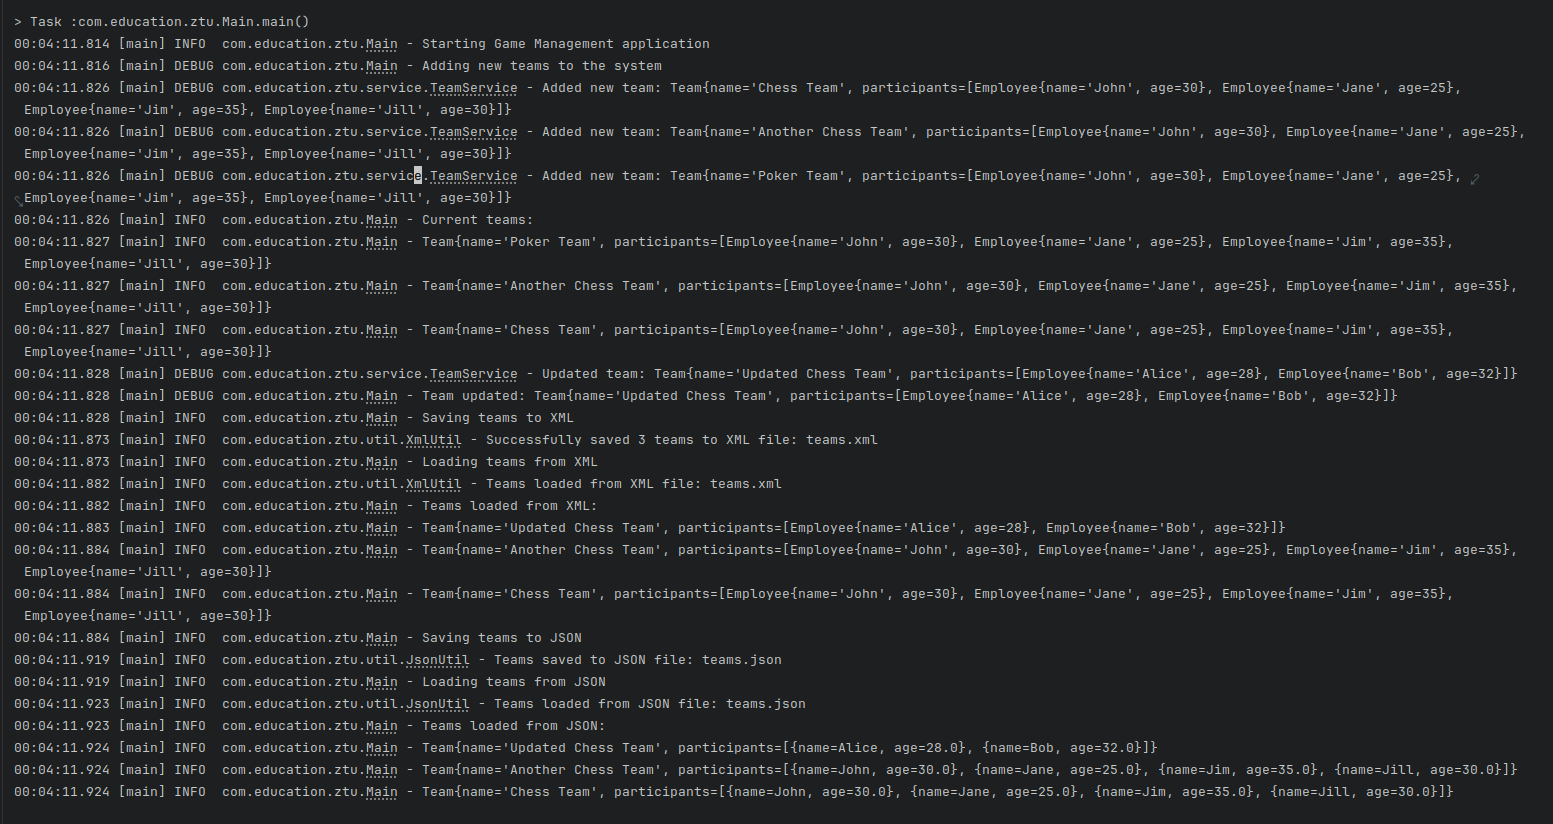 > Task :com.education.ztu.Main.main()
00:04:11.814 [main] INFO  com.education.ztu.Main - Starting Game Management application
00:04:11.816 [main] DEBUG com.education.ztu.Main - Adding new teams to the system
00:04:11.826 [main] DEBUG com.education.ztu.service.TeamService - Added new team: Team{name='Chess Team', participants=[Employee{name='John', age=30}, Employee{name='Jane', age=25},
Employee{name='Jim', age=35}, Employee{name='Jill', age=30}]}
00:04:11.826 [main] DEBUG com.education.ztu.service.TeamService - Added new team: Team{name='Another Chess Team', participants=[Employee{name='John', age=30}, Employee{name='Jane', age=25},
Employee{name='Jim', age=35}, Employee{name='Jill', age=30}]}
00:04:11.826 [main] DEBUG com.education.ztu.service.TeamService - Added new team: Team{name='Poker Team', participants=[Employee{name='John', age=30}, Employee{name='Jane', age=25},
Employee{name='Jim', age=35}, Employee{name='Jill', age=30}]}
00:04:11.826 [main] INFO  com.education.ztu.Main - Current teams:
00:04:11.827 [main] INFO  com.education.ztu.Main - Team{name='Poker Team', participants=[Employee{name='John', age=30}, Employee{name='Jane', age=25}, Employee{name='Jim', age=35},
Employee{name='Jill', age=30}]}
00:04:11.827 [main] INFO  com.education.ztu.Main - Team{name='Another Chess Team', participants=[Employee{name='John', age=30}, Employee{name='Jane', age=25}, Employee{name='Jim', age=35},
Employee{name='Jill', age=30}]}
00:04:11.827 [main] INFO  com.education.ztu.Main - Team{name='Chess Team', participants=[Employee{name='John', age=30}, Employee{name='Jane', age=25}, Employee{name='Jim', age=35},
Employee{name='Jill', age=30}]}
00:04:11.828 [main] DEBUG com.education.ztu.service.TeamService - Updated team: Team{name='Updated Chess Team', participants=[Employee{name='Alice', age=28}, Employee{name='Bob', age=32}]}
00:04:11.828 [main] DEBUG com.education.ztu.Main - Team updated: Team{name='Updated Chess Team', participants=[Employee{name='Alice', age=28}, Employee{name='Bob', age=32}]}
00:04:11.828 [main] INFO  com.education.ztu.Main - Saving teams to XML
00:04:11.873 [main] INFO  com.education.ztu.util.XmlUtil - Successfully saved 3 teams to XML file: teams.xml
00:04:11.873 [main] INFO  com.education.ztu.Main - Loading teams from XML
00:04:11.882 [main] INFO  com.education.ztu.util.XmlUtil - Teams loaded from XML file: teams.xml
00:04:11.882 [main] INFO  com.education.ztu.Main - Teams loaded from XML:
00:04:11.883 [main] INFO  com.education.ztu.Main - Team{name='Updated Chess Team', participants=[Employee{name='Alice', age=28}, Employee{name='Bob', age=32}]}
00:04:11.884 [main] INFO  com.education.ztu.Main - Team{name='Another Chess Team', participants=[Employee{name='John', age=30}, Employee{name='Jane', age=25}, Employee{name='Jim', age=35},
Employee{name='Jill', age=30}]}
00:04:11.884 [main] INFO  com.education.ztu.Main - Team{name='Chess Team', participants=[Employee{name='John', age=30}, Employee{name='Jane', age=25}, Employee{name='Jim', age=35},
Employee{name='Jill', age=30}]}
00:04:11.884 [main] INFO  com.education.ztu.Main - Saving teams to JSON
00:04:11.919 [main] INFO  com.education.ztu.util.JsonUtil - Teams saved to JSON file: teams.json
00:04:11.919 [main] INFO  com.education.ztu.Main - Loading teams from JSON
00:04:11.923 [main] INFO  com.education.ztu.util.JsonUtil - Teams loaded from JSON file: teams.json
00:04:11.923 [main] INFO  com.education.ztu.Main - Teams loaded from JSON:
00:04:11.924 [main] INFO  com.education.ztu.Main - Team{name='Updated Chess Team', participants=[{name=Alice, age=28.0}, {name=Bob, age=32.0}]}
00:04:11.924 [main] INFO  com.education.ztu.Main - Team{name='Another Chess Team', participants=[{name=John, age=30.0}, {name=Jane, age=25.0}, {name=Jim, age=35.0}, {name=Jill, age=30.0}]}
00:04:11.924 [main] INFO  com.education.ztu.Main - Team{name='Chess Team', participants=[{name=John, age=30.0}, {name=Jane, age=25.0}, {name=Jim, age=35.0}, {name=Jill, age=30.0}]}